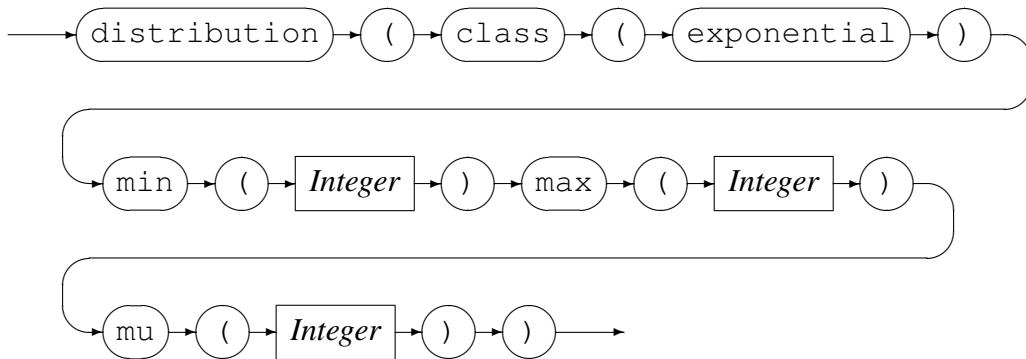 distribution ( class ( exponential )
min ( Integer ) max ( Integer )
mu ( Integer ) )